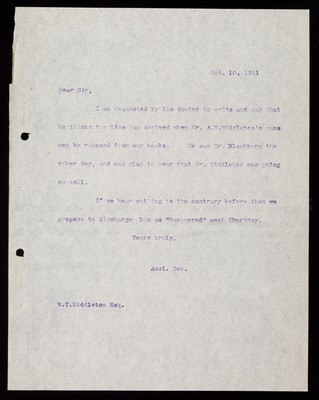 Oct. 10, 1911
Dear Sir,
I am requested by the doctor to write and say that
he thinks the time has arrived when Mr. A.B.Middleton's name
may be removed from our books. He saw Dr. the
other day, and was glad to hear that Mr. Middleton was going
on well.
If we hear nothing to the contrary before then we
propose to discharge him as "Recovered" next Thursday.
Yours truly,
Asst. Sec.
W.T.Middleton Esq.